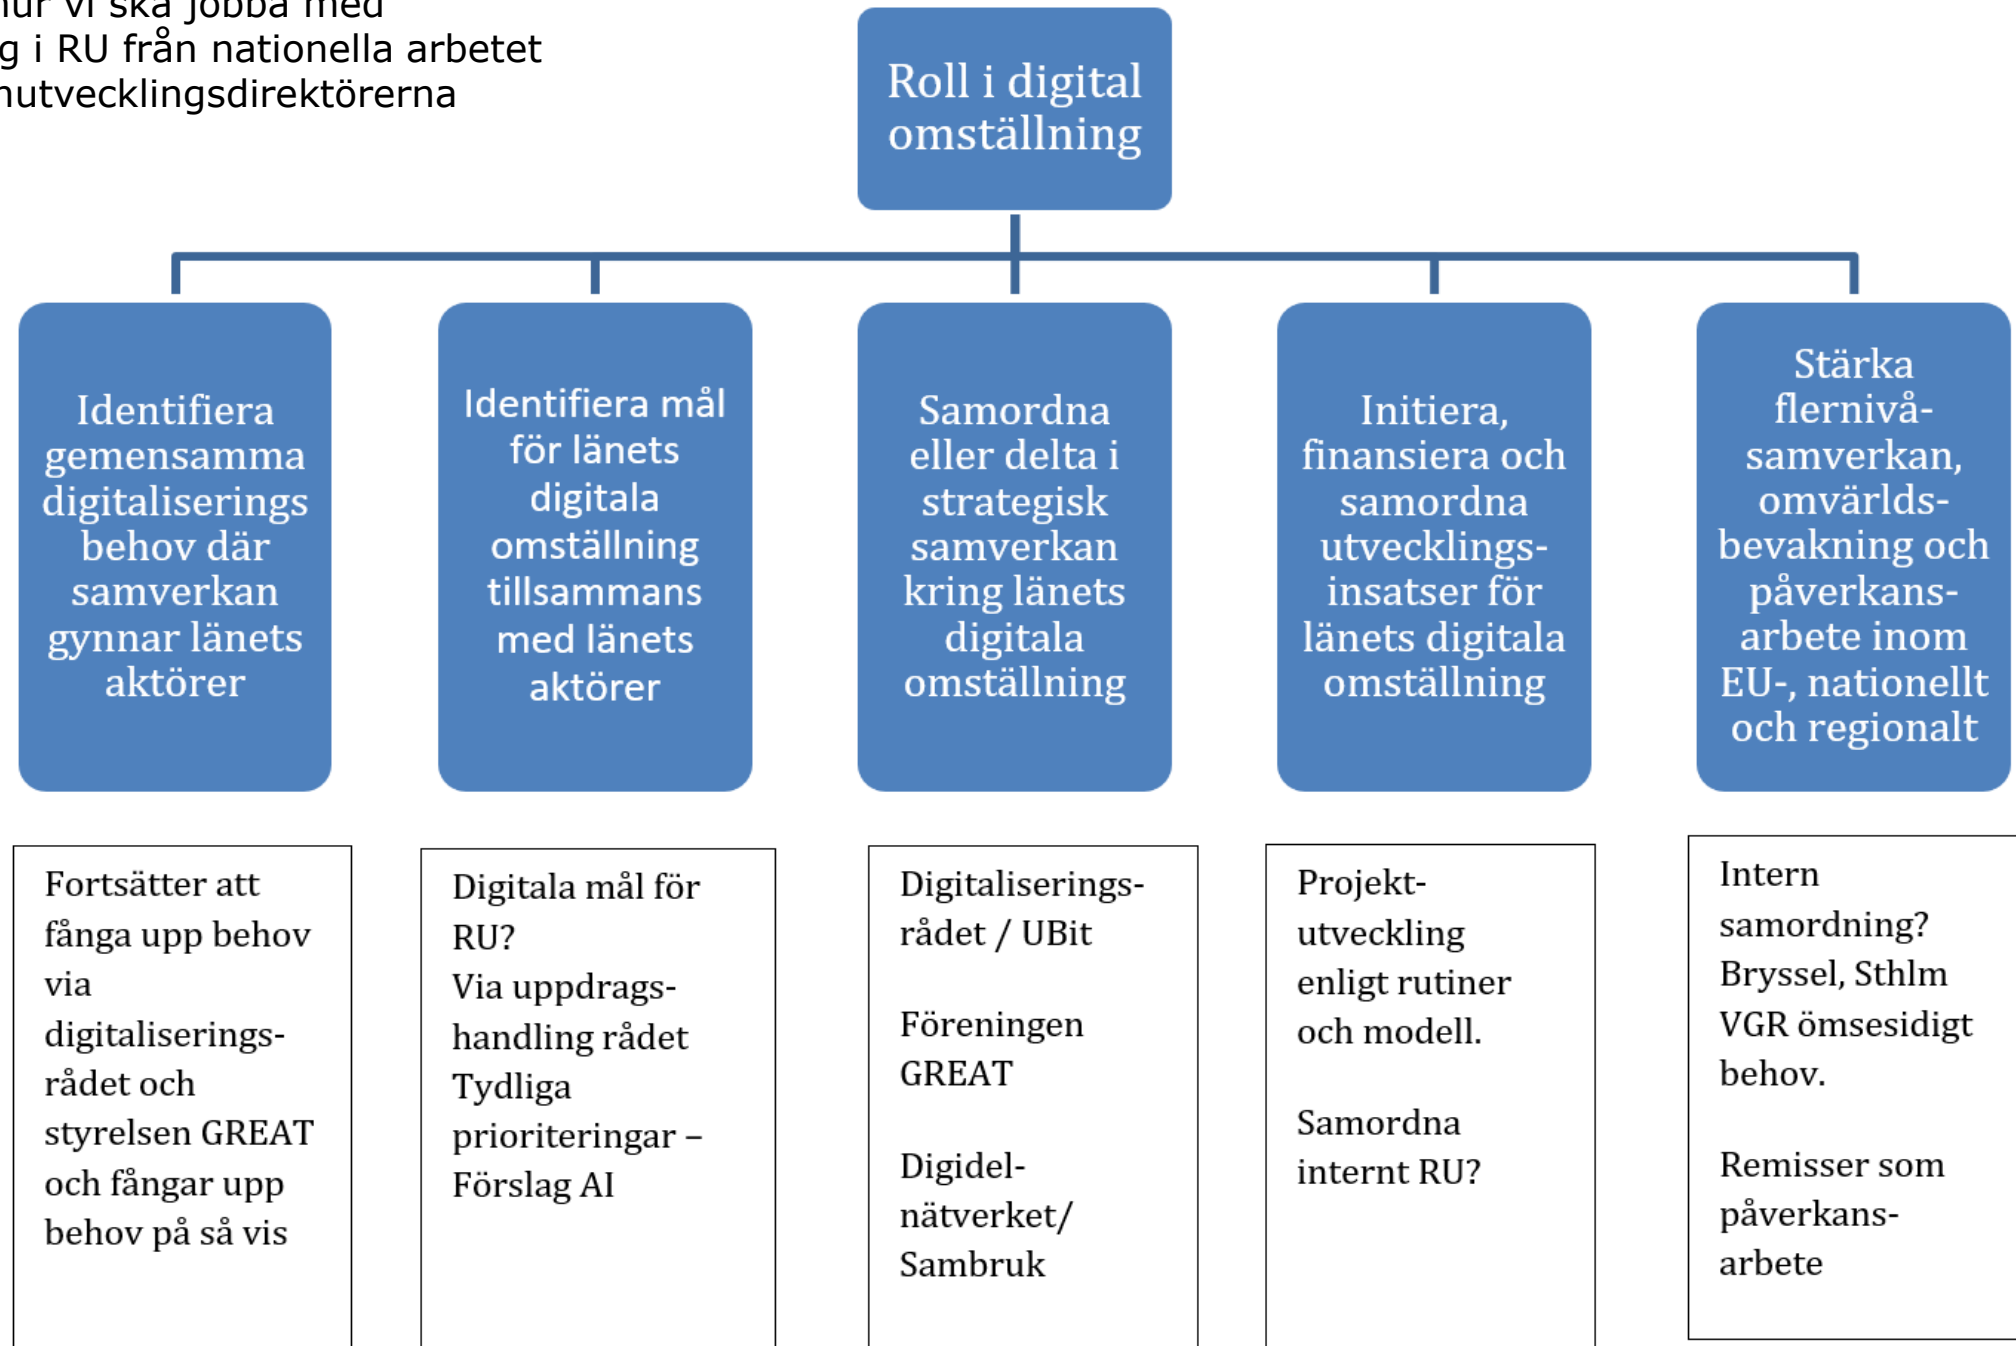 hur vi ska jobba med
g i RU från nationella arbetet
nutvecklingsdirektörerna
Roll i digital
omställning
Identifiera
gemensamma
digitaliserings
behov där
samverkan
gynnar länets
aktörer
Identifiera mål
för länets
digitala
omställning
tillsammans
med länets
aktörer
Samordna
eller delta i
strategisk
samverkan
kring länets
digitala
omställning
Initiera,
finansiera och
samordna
utvecklings-
insatser för
länets digitala
omställning
Stärka
flernivå-
samverkan,
omvärlds-
bevakning och
påverkans-
arbete inom
EU-, nationellt
och regionalt
Fortsätter att
fånga upp behov
via
digitaliserings-
rådet och
styrelsen GREAT
och fångar upp
behov på så vis
Digitala mål för
RU?
Via uppdrags-
handling rådet
Tydliga
prioriteringar –
Förslag AI
Digitaliserings-
rådet / UBit
Föreningen
GREAT
Digidel-
nätverket/
Sambruk
Projekt-
utveckling
enligt rutiner
och modell.
Samordna
internt RU?
Intern
samordning?
Bryssel, Sthlm
VGR ömsesidigt
behov.
Remisser som
påverkans-
arbete